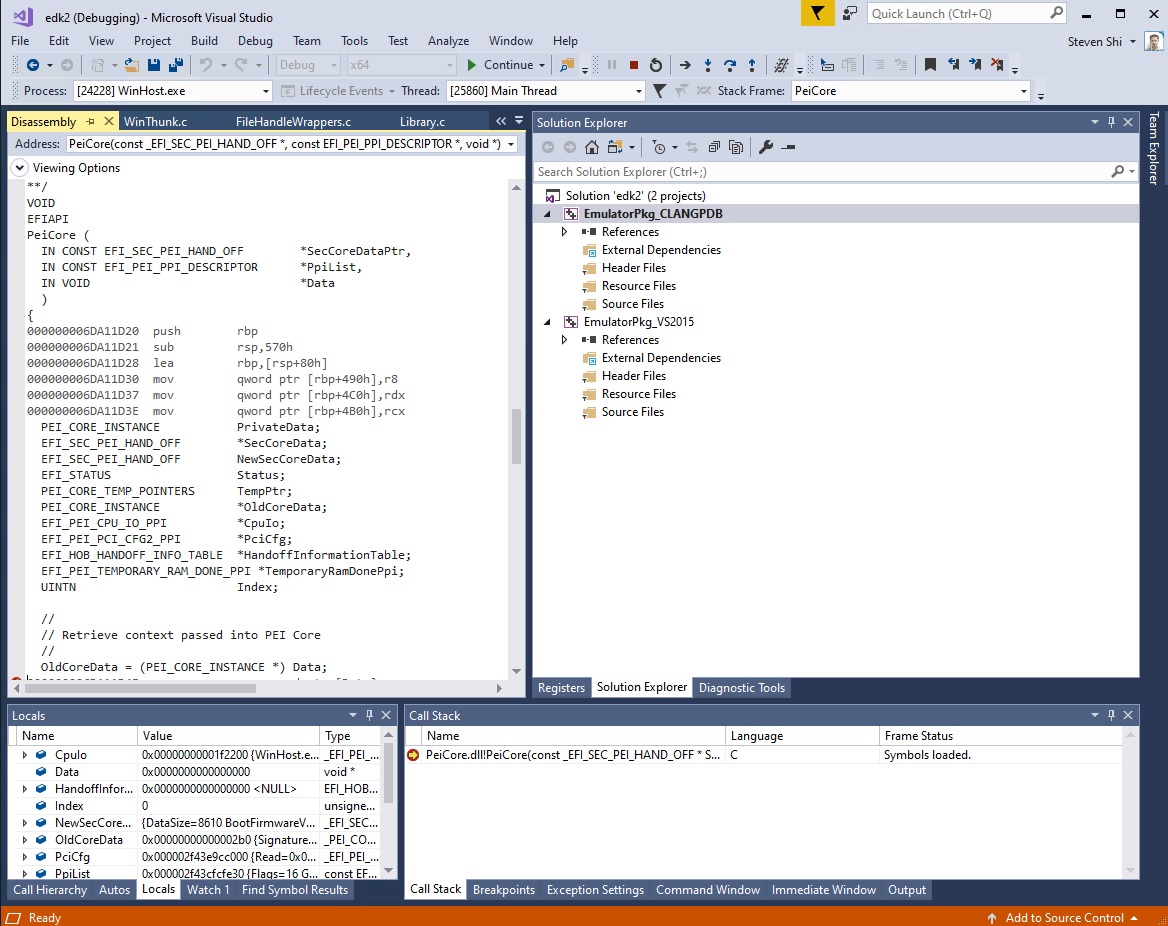 edk2 (Debugging) - Microsoft Visual Studio
Quick Launch (Ctrl+Q)
File Edit View Project Build Debug Team Tools Test Analyze Window Help
Steven Shi
Debug x64 Continue
Process: [24228] WinHost.exe Lifecycle Events Thread: [25860] Main Thread Stack Frame: PeiCore
Disassembly WinThunk.c FileHandleWrappers.c Library.c
Address: PeiCore(const _EFI_SEC_PEI_HAND_OFF *, const EFI_PEI_PPI_DESCRIPTOR *, void *)
Viewing Options
**/
VOID
EFIAPI
PeiCore (
IN CONST EFI_SEC_PEI_HAND_OFF *SecCoreDataPtr,
IN CONST EFI_PEI_PPI_DESCRIPTOR *PpiList,
IN VOID *Data
)
{
000000006DA11D20 push rbp
000000006DA11D21 sub rsp,570h
000000006DA11D28 lea rbp,[rsp+80h]
000000006DA11D30 mov qword ptr [rbp+490h],r8
000000006DA11D37 mov qword ptr [rbp+4C0h],rdx
000000006DA11D3E mov qword ptr [rbp+4B0h],rcx
PEI_CORE_INSTANCE PrivateData;
EFI_SEC_PEI_HAND_OFF *SecCoreData;
EFI_SEC_PEI_HAND_OFF NewSecCoreData;
EFI_STATUS Status;
PEI_CORE_TEMP_POINTERS TempPtr;
PEI_CORE_INSTANCE *OldCoreData;
EFI_PEI_CPU_IO_PPI *CpuIo;
EFI_PEI_PCI_CFG2_PPI *PciCfg;
EFI_HOB_HANDOFF_INFO_TABLE *HandoffInformationTable;
EFI_PEI_TEMPORARY_RAM_DONE_PPI *TemporaryRamDonePpi;
UINTN Index;
//
// Retrieve context passed into PEI Core
//
OldCoreData = (PEI_CORE_INSTANCE *) Data;
Solution Explorer
Search Solution Explorer (Ctrl+;)
Solution 'edk2' (2 projects)
EmulatorPkg_CLANGPDB
References
External Dependencies
Header Files
Resource Files
Source Files
EmulatorPkg_VS2015
References
External Dependencies
Header Files
Resource Files
Source Files
Team Explorer
Registers Solution Explorer Diagnostic Tools
Locals
Name Value Type
CpuIo 0x00000000001f2200 {WinHost.e... _EFI_PEI_...
Data 0x0000000000000000 void *
HandoffInfor... 0x0000000000000000 <NULL> EFI_HOB...
Index 0 unsigne...
NewSecCore... {DataSize=8610 BootFirmwareV... _EFI_SEC...
OldCoreData 0x00000000000002b0 {Signature... _PEI_CO...
PciCfg 0x000002f43e9cc000 {Read=0x0... _EFI_PEI_...
PpiList 0x000002f43cfcfe30 {Flags=16 G... const EF...
Call Hierarchy Autos Locals Watch 1 Find Symbol Results
Call Stack
Name Language Frame Status
PeiCore.dll!PeiCore(const _EFI_SEC_PEI_HAND_OFF * S... C Symbols loaded.
Call Stack Breakpoints Exception Settings Command Window Immediate Window Output
Ready
Add to Source Control